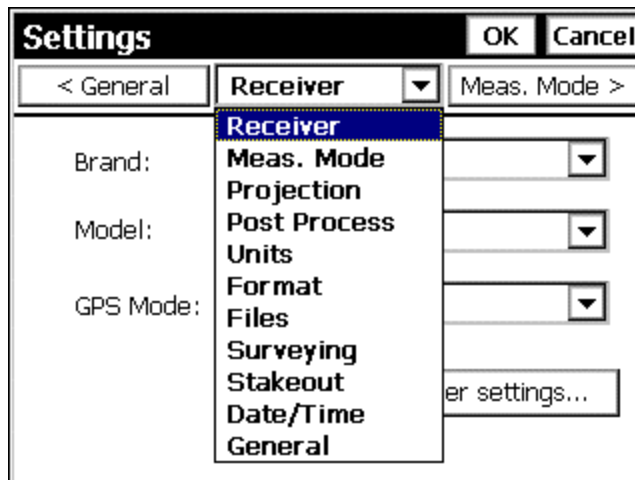 Settings OK Cancel
< General Receiver Meas. Mode >
Receiver
Brand: Meas. Mode
Projection
Model: Post Process
Units
Format
GPS Mode: Files
Surveying
Stakeout er settings...
Date/Time
General